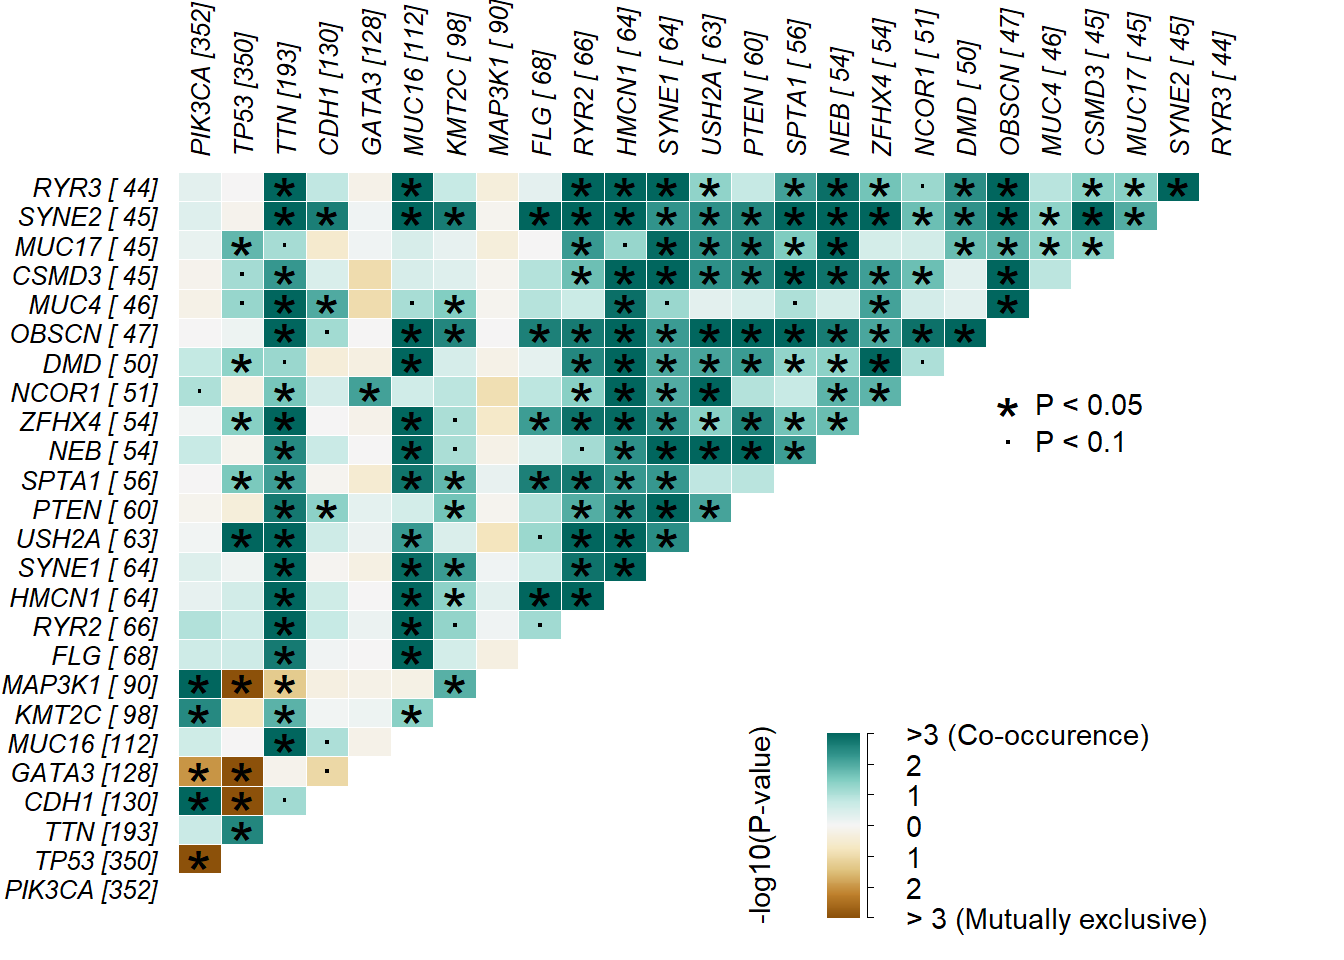 PIK3CA [352]
TP53 [350]
TTN [193]
CDH1 [130]
GATA3 [128]
MUC16 [112]
KMT2C [ 98]
MAP3K1 [ 90]
FLG [ 68]
RYR2 [ 66]
HMCN1 [ 64]
SYNE1 [ 64]
USH2A [ 63]
PTEN [ 60]
SPTA1 [ 56]
NEB [ 54]
ZFHX4 [ 54]
NCOR1 [ 51]
DMD [ 50]
OBSCN [ 47]
MUC4 [ 46]
CSMD3 [ 45]
MUC17 [ 45]
SYNE2 [ 45]
RYR3 [ 44]
RYR3 [ 44]
SYNE2 [ 45]
MUC17 [ 45]
CSMD3 [ 45]
MUC4 [ 46]
OBSCN [ 47]
DMD [ 50]
NCOR1 [ 51]
ZFHX4 [ 54]
NEB [ 54]
SPTA1 [ 56]
PTEN [ 60]
USH2A [ 63]
SYNE1 [ 64]
HMCN1 [ 64]
RYR2 [ 66]
FLG [ 68]
MAP3K1 [ 90]
KMT2C [ 98]
MUC16 [112]
GATA3 [128]
CDH1 [130]
TTN [193]
TP53 [350]
PIK3CA [352]
* P < 0.05
· P < 0.1
-log10(P-value)
>3 (Co-occurence)
2
1
0
1
2
> 3 (Mutually exclusive)